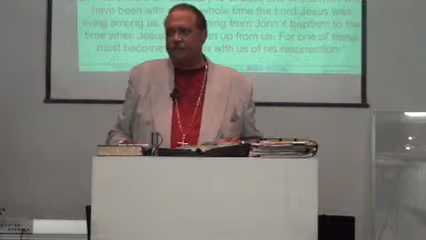 have been with whole time the Lord Jesus was
living among us from John's baptism to the
time when Jesus up from us. For one of these
must become with us of his resurrection."